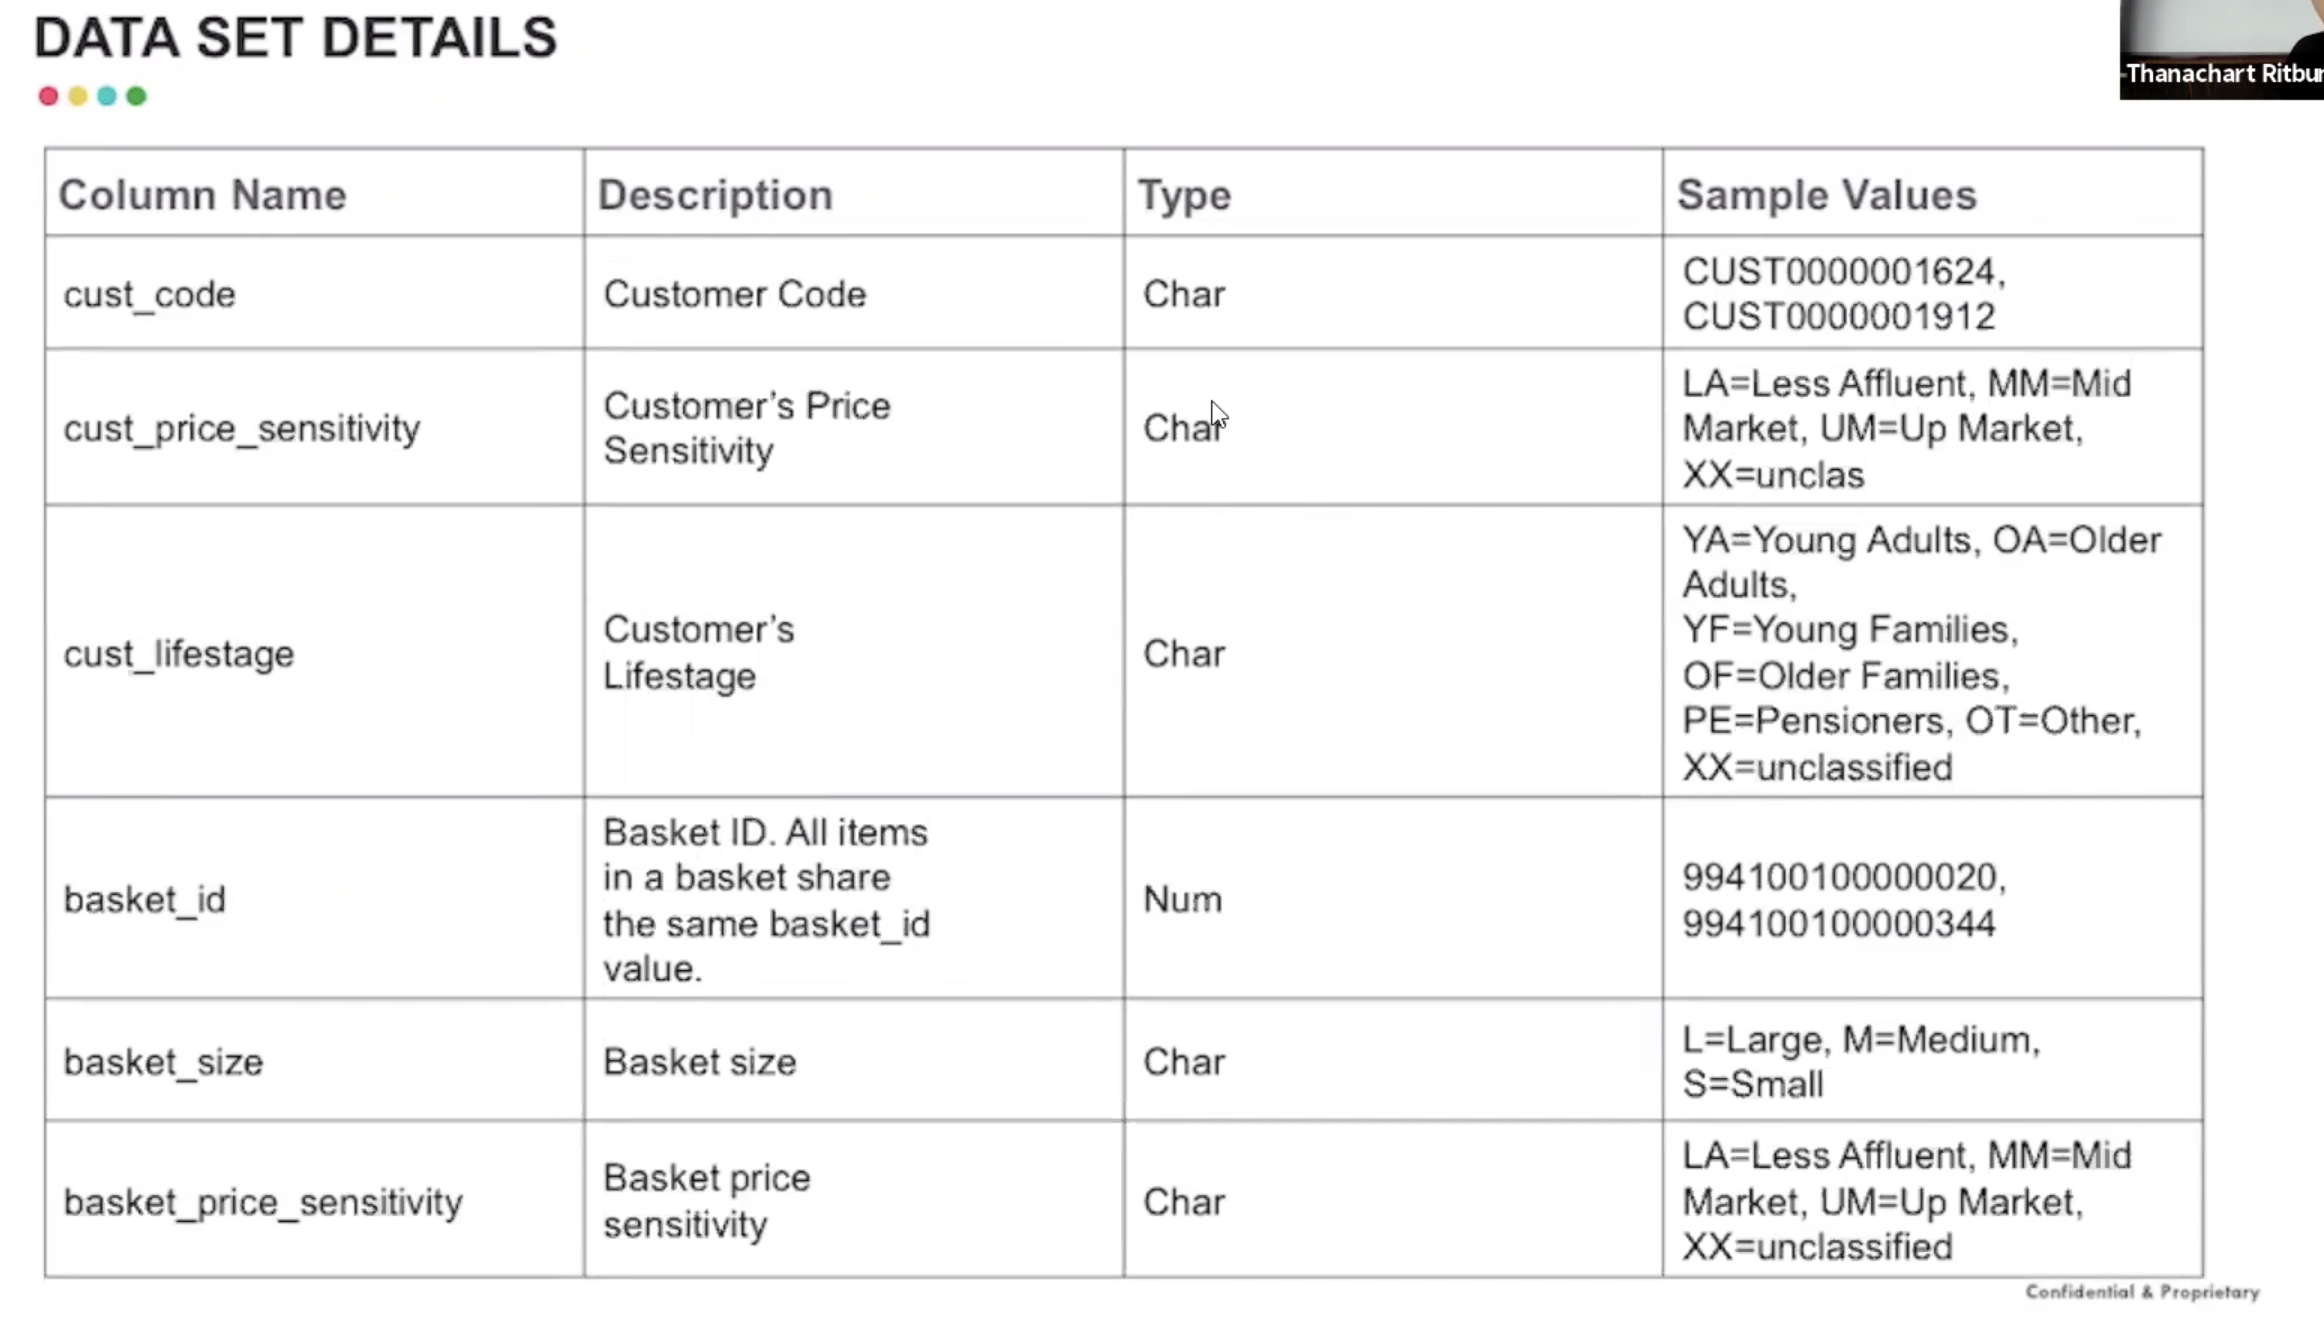 DATA SET DETAILS
-Thanachart Ritbu
Column Name
Description
Type
Sample Values
cust_code
Customer Code
Char
CUST0000001624,
CUST0000001912
cust_price_sensitivity
Customer's Price
Sensitivity
Char
LA=Less Affluent, MM=Mid
Market, UM=Up Market,
XX=unclas
cust_lifestage
Customer's
Lifestage
Char
YA=Young Adults, OA=Older
Adults,
YF=Young Families,
OF=Older Families,
PE=Pensioners, OT=Other,
XX=unclassified
basket_id
Basket ID. All items
in a basket share
the same basket_id
value.
Num
994100100000020,
994100100000344
basket_size
Basket size
Char
L=Large, M=Medium,
S=Small
basket_price_sensitivity
Basket price
sensitivity
Char
LA=Less Affluent, MM=Mid
Market, UM=Up Market,
XX=unclassified
Confidential & Proprietary